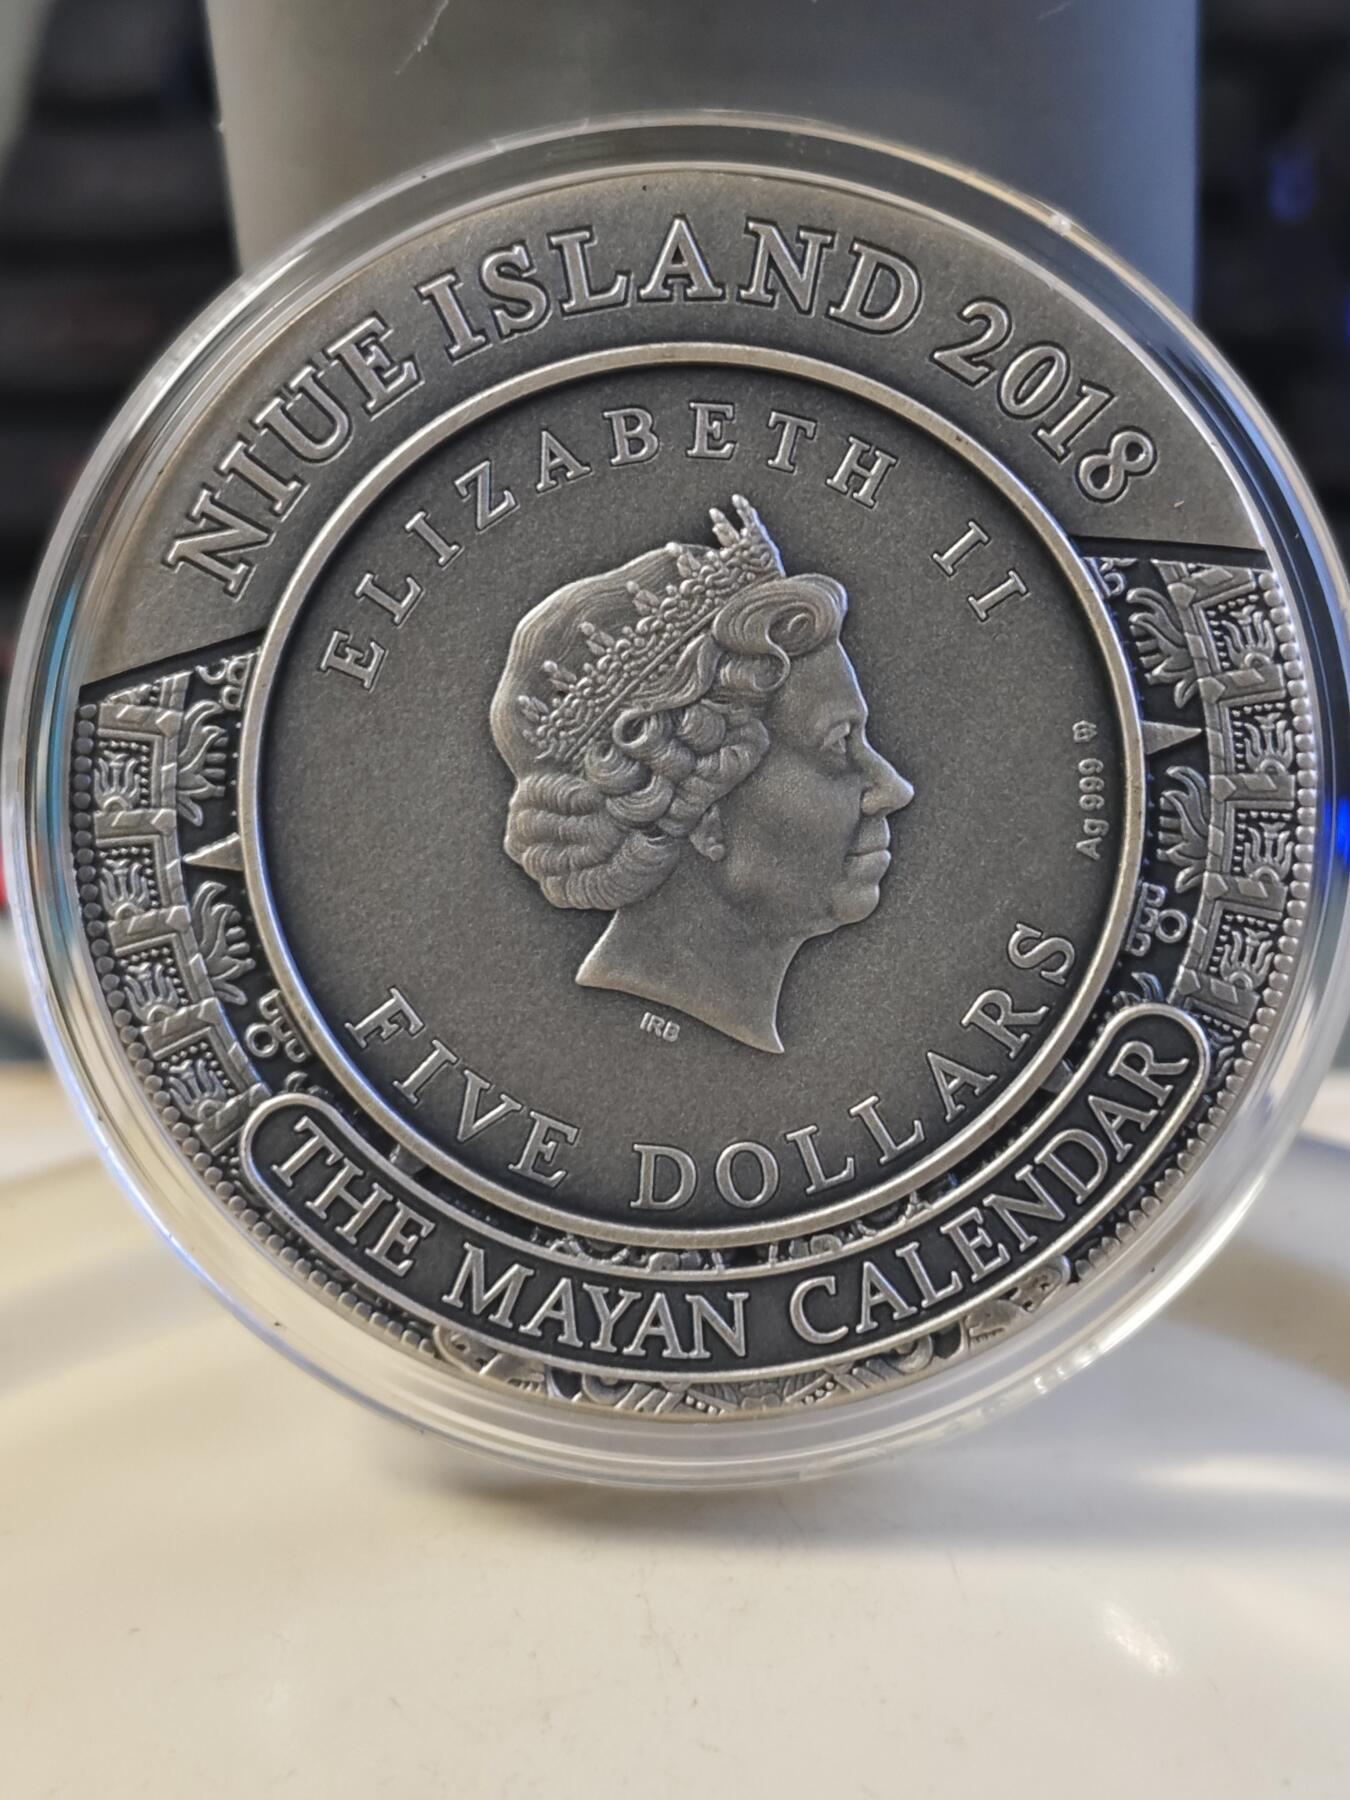 NIUE ISLAND 2018
ELIZABETH II
Ag 999
IRB
FIVE DOLLARS
THE MAYAN CALENDAR